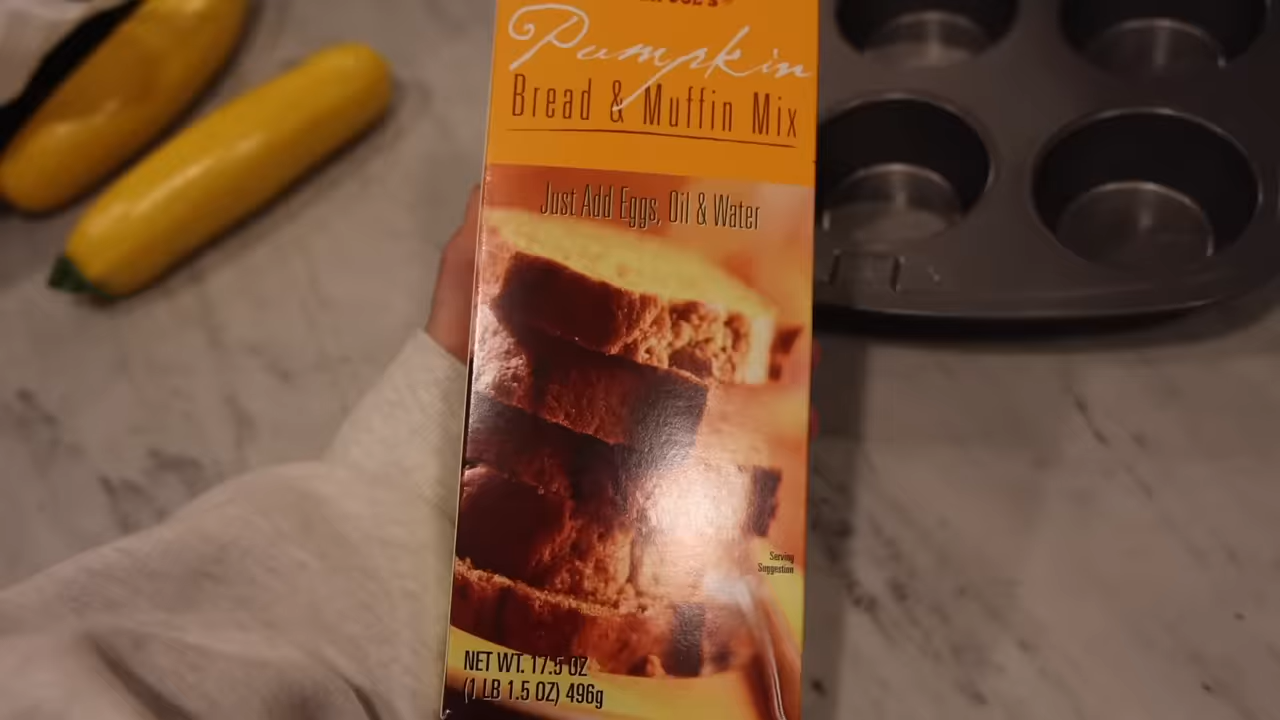 JOE'S
Pumpkin
Bread & Muffin Mix
Just Add Eggs, Oil & Water
Serving
Suggestion
NET WT. 17.5 OZ
(1 LB 1.5 OZ) 496g